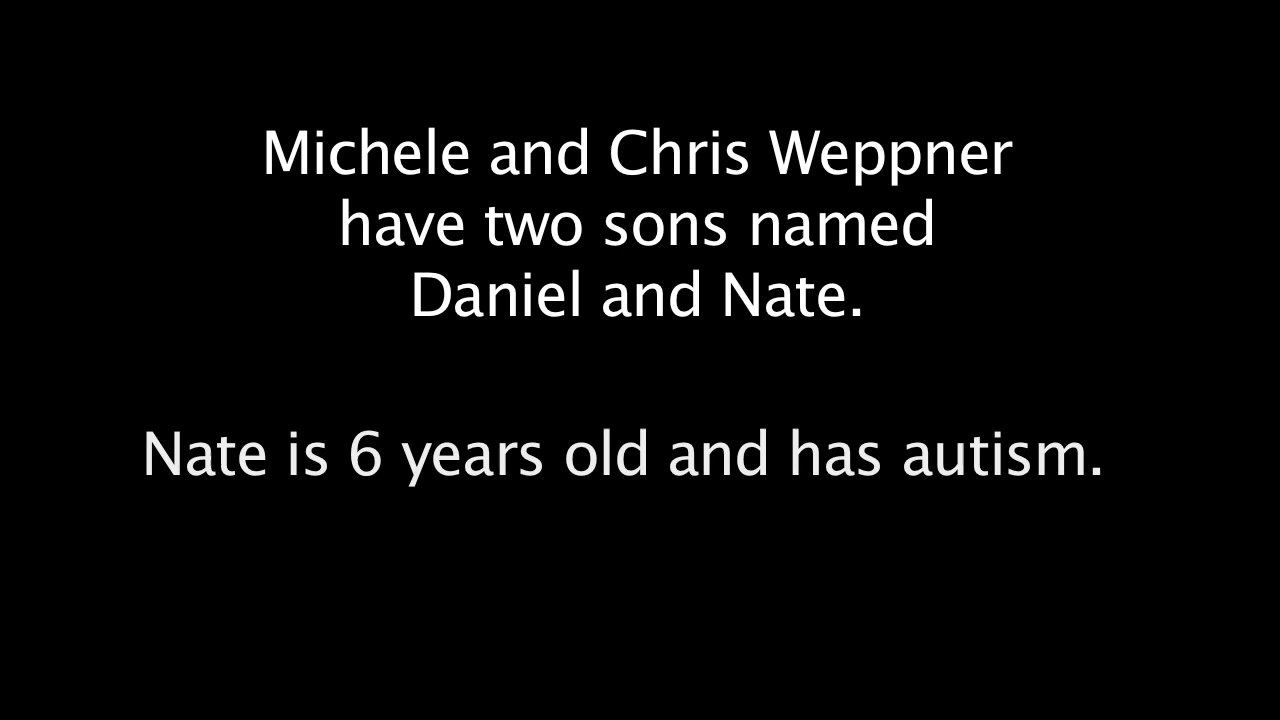 Michele and Chris Weppner
have two sons named
Daniel and Nate.
Nate is 6 years old and has autism.